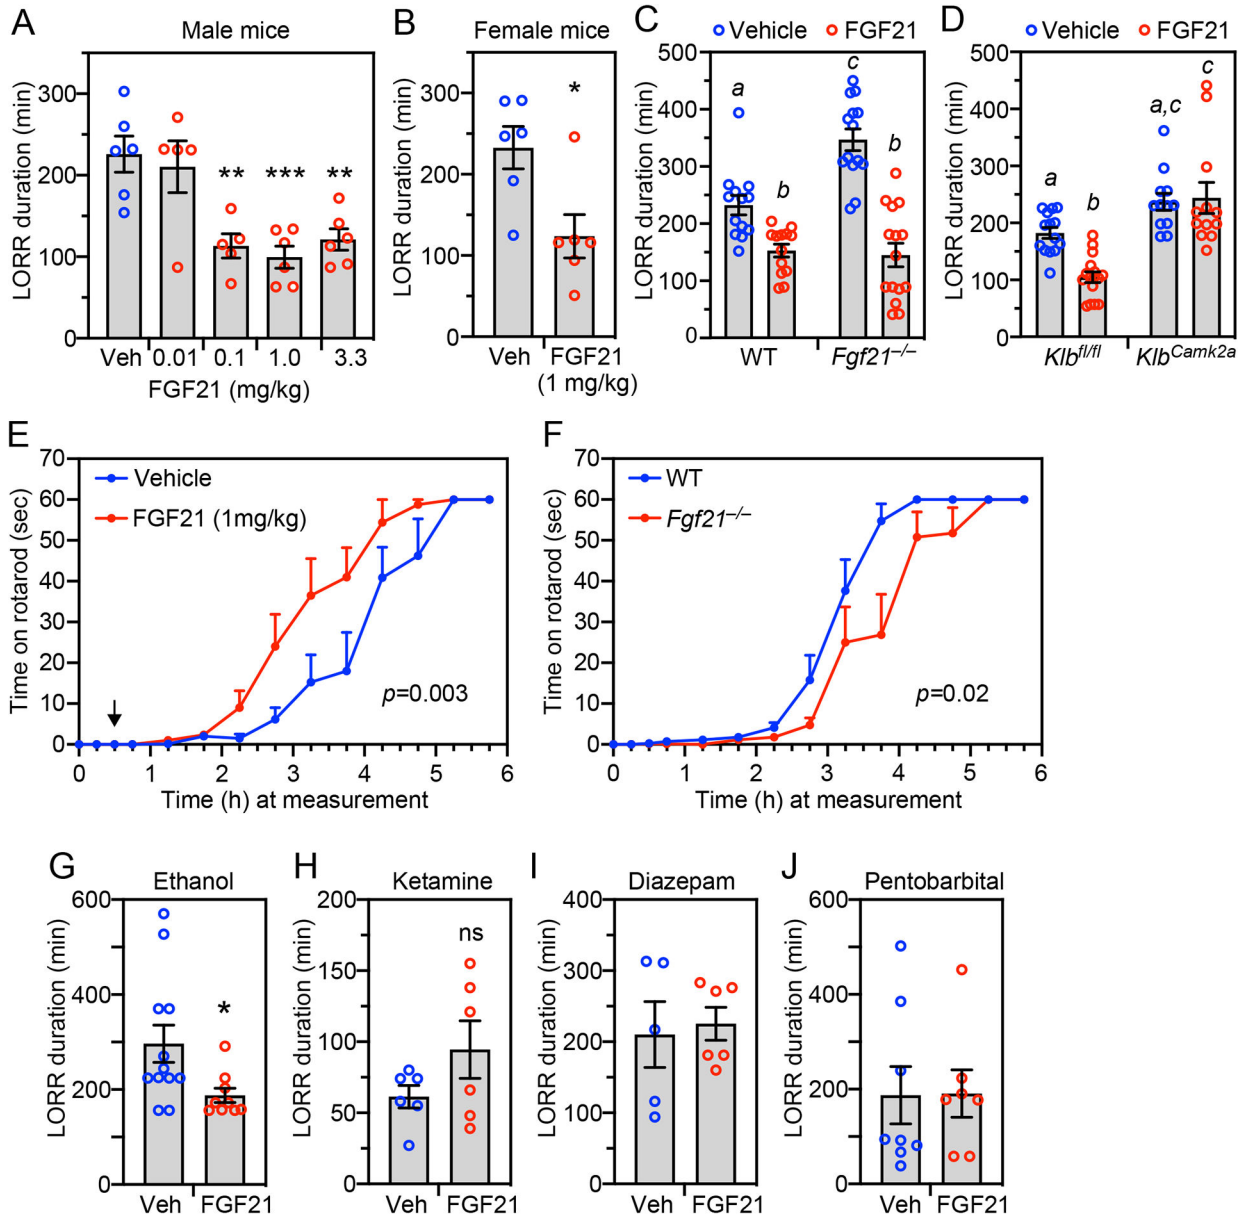 A
Male mice
LORR duration (min)
300
200
100
0
** *** **
Veh 0.01 0.1 1.0 3.3
FGF21 (mg/kg)
B
Female mice
LORR duration (min)
300
200
100
0
*
Veh FGF21
(1 mg/kg)
C
Vehicle FGF21
LORR duration (min)
500
400
300
200
100
0
a b c b
WT Fgf21–/–
D
Vehicle FGF21
LORR duration (min)
500
400
300
200
100
0
a b a,c c
Klbfl/fl KlbCamk2a
E
Time on rotarod (sec)
70
60
50
40
30
20
10
0
Vehicle
FGF21 (1mg/kg)
p=0.003
0 1 2 3 4 5 6
Time (h) at measurement
F
Time on rotarod (sec)
70
60
50
40
30
20
10
0
WT
Fgf21–/–
p=0.02
0 1 2 3 4 5 6
Time (h) at measurement
G
Ethanol
LORR duration (min)
600
400
200
0
*
Veh FGF21
H
Ketamine
LORR duration (min)
200
150
100
50
0
ns
Veh FGF21
I
Diazepam
LORR duration (min)
400
300
200
100
0
Veh FGF21
J
Pentobarbital
LORR duration (min)
600
400
200
0
Veh FGF21